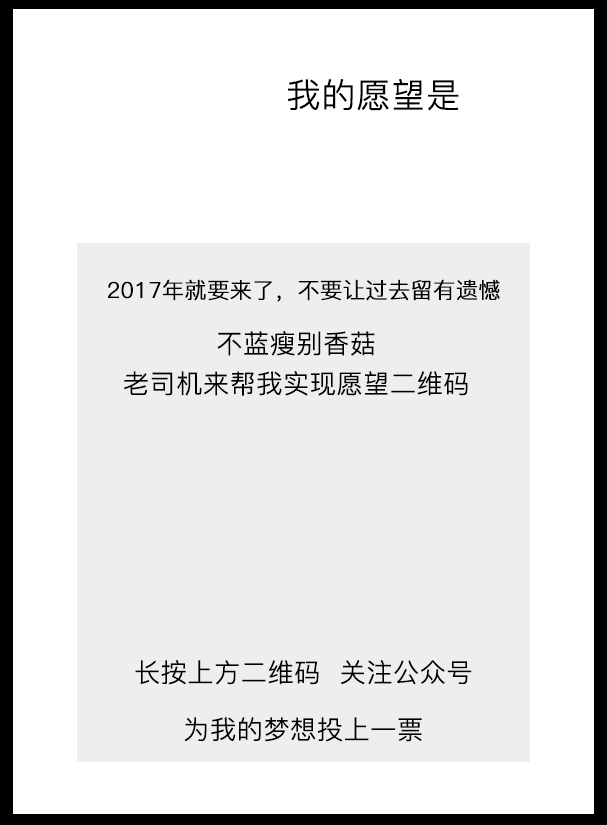 我的愿望是
2017年就要来了，不要让过去留有遗憾
不蓝瘦别香菇
老司机来帮我实现愿望二维码
长按上方二维码 关注公众号
为我的梦想投上一票